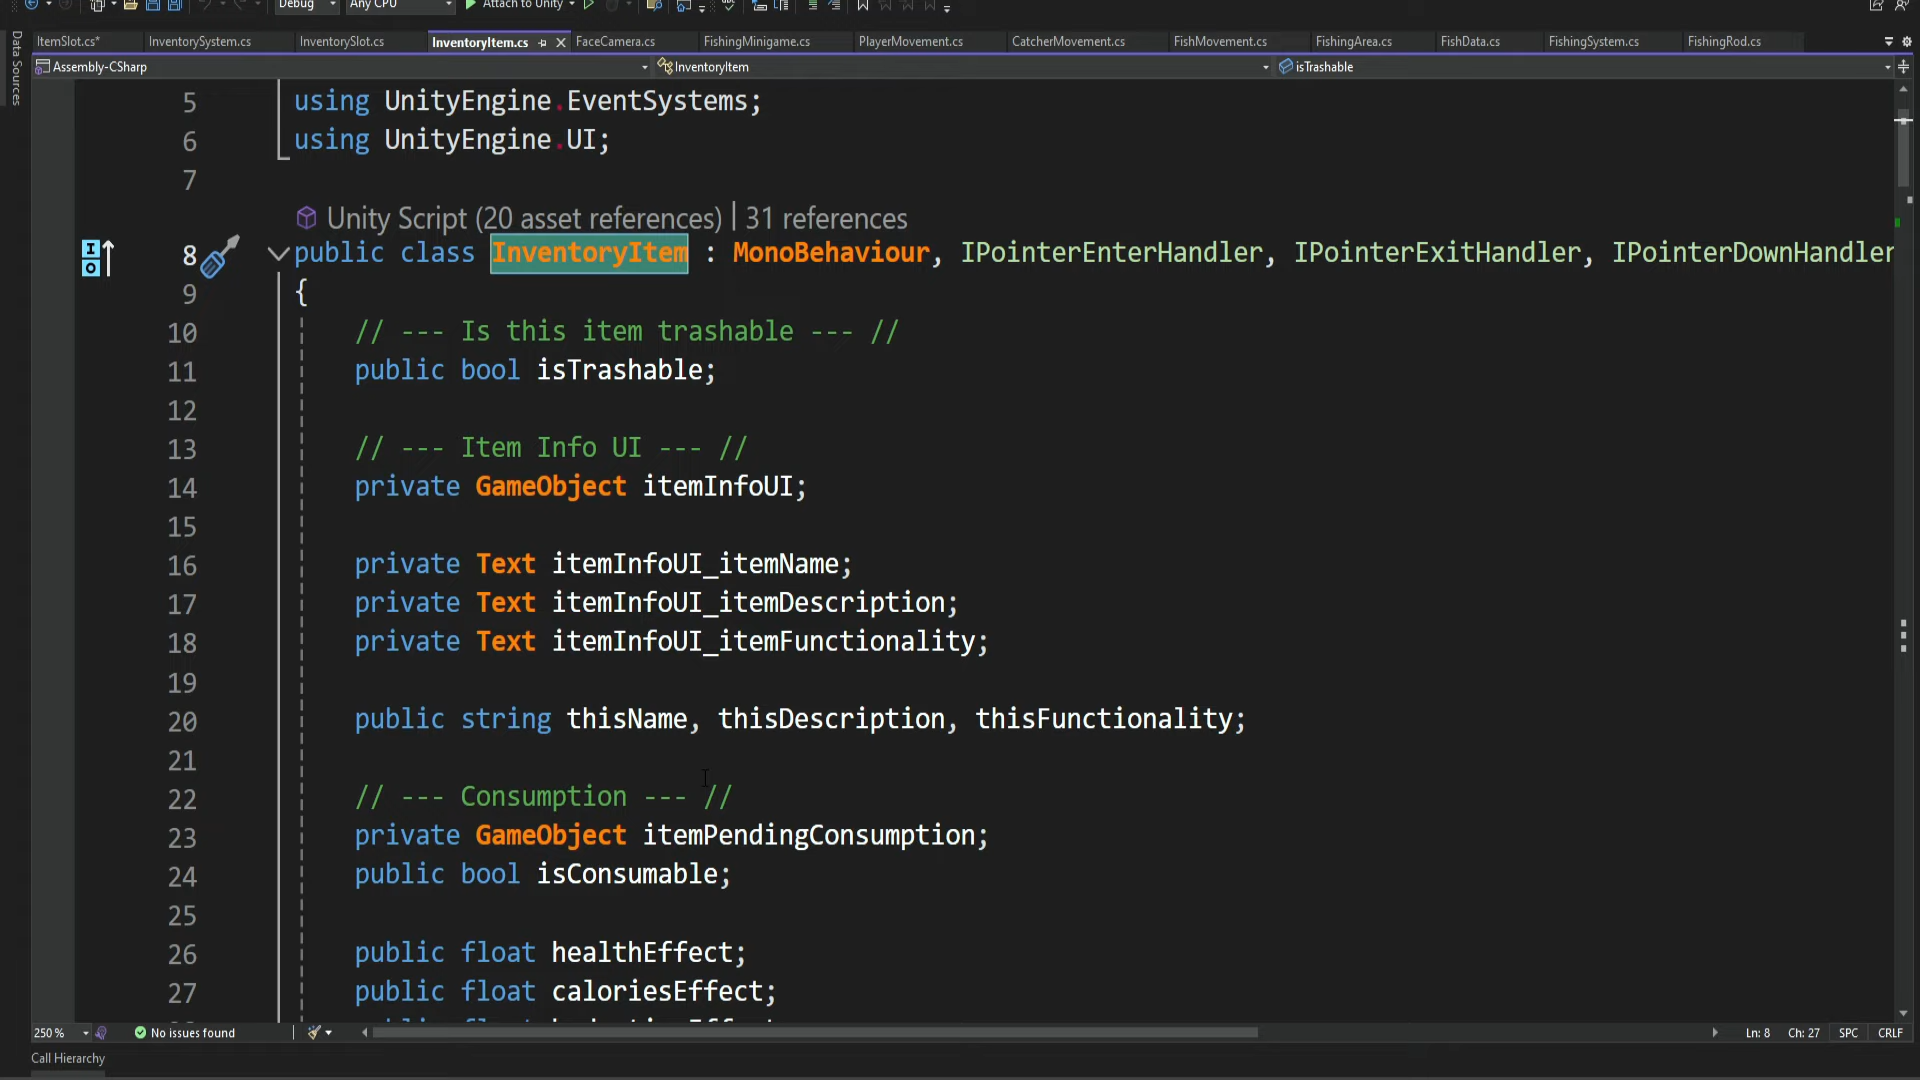 Debug Any CPU Attach to Unity
ItemSlot.cs* InventorySystem.cs InventorySlot.cs InventoryItem.cs FaceCamera.cs FishingMinigame.cs PlayerMovement.cs CatcherMovement.cs FishMovement.cs FishingArea.cs FishData.cs FishingSystem.cs FishingRod.cs
Data Sources
Assembly-CSharp InventoryItem isTrashable
5 using UnityEngine.EventSystems;
6 using UnityEngine.UI;
7
Unity Script (20 asset references) | 31 references
8 public class InventoryItem : MonoBehaviour, IPointerEnterHandler, IPointerExitHandler, IPointerDownHandler
9 {
10 // --- Is this item trashable --- //
11 public bool isTrashable;
12
13 // --- Item Info UI --- //
14 private GameObject itemInfoUI;
15
16 private Text itemInfoUI_itemName;
17 private Text itemInfoUI_itemDescription;
18 private Text itemInfoUI_itemFunctionality;
19
20 public string thisName, thisDescription, thisFunctionality;
21
22 // --- Consumption --- //
23 private GameObject itemPendingConsumption;
24 public bool isConsumable;
25
26 public float healthEffect;
27 public float caloriesEffect;
250 % No issues found Ln: 8 Ch: 27 SPC CRLF
Call Hierarchy